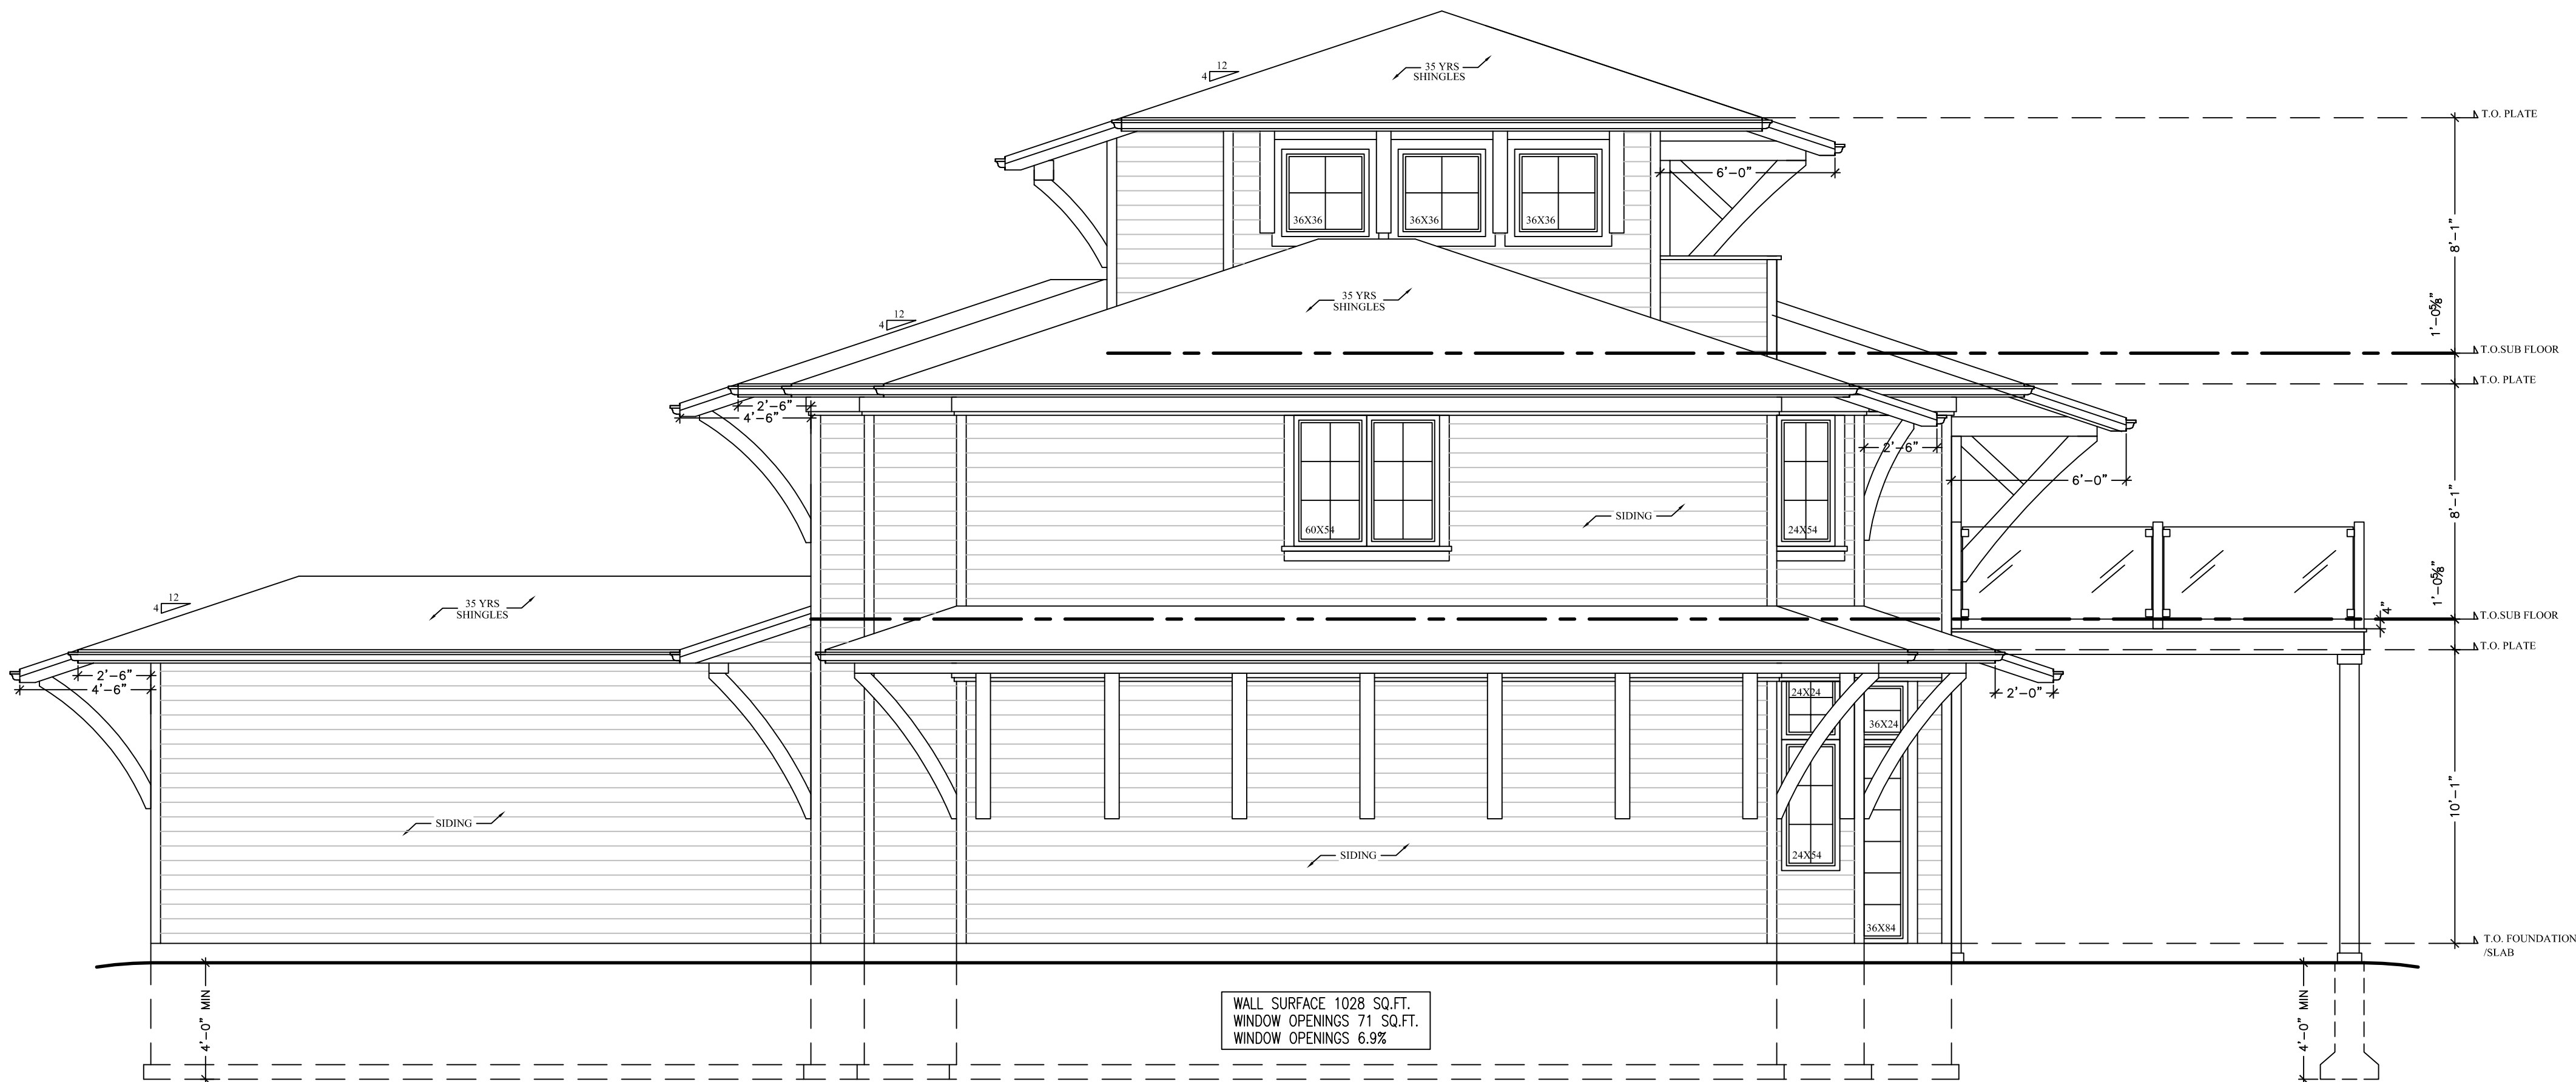 12
4
35 YRS
SHINGLES
T.O. PLATE
36X36
36X36
36X36
6'-0"
8'-1"
35 YRS
SHINGLES
12
4
1'-0⅝"
T.O.SUB FLOOR
T.O. PLATE
2'-6"
4'-6"
2'-6"
6'-0"
8'-1"
60X54
SIDING
24X54
12
4
35 YRS
SHINGLES
1'-0⅝"
4"
T.O.SUB FLOOR
T.O. PLATE
2'-6"
4'-6"
24X24
36X24
2'-0"
10'-1"
SIDING
SIDING
24X54
36X84
T.O. FOUNDATION
/SLAB
4'-0" MIN
WALL SURFACE 1028 SQ.FT.
WINDOW OPENINGS 71 SQ.FT.
WINDOW OPENINGS 6.9%
4'-0" MIN